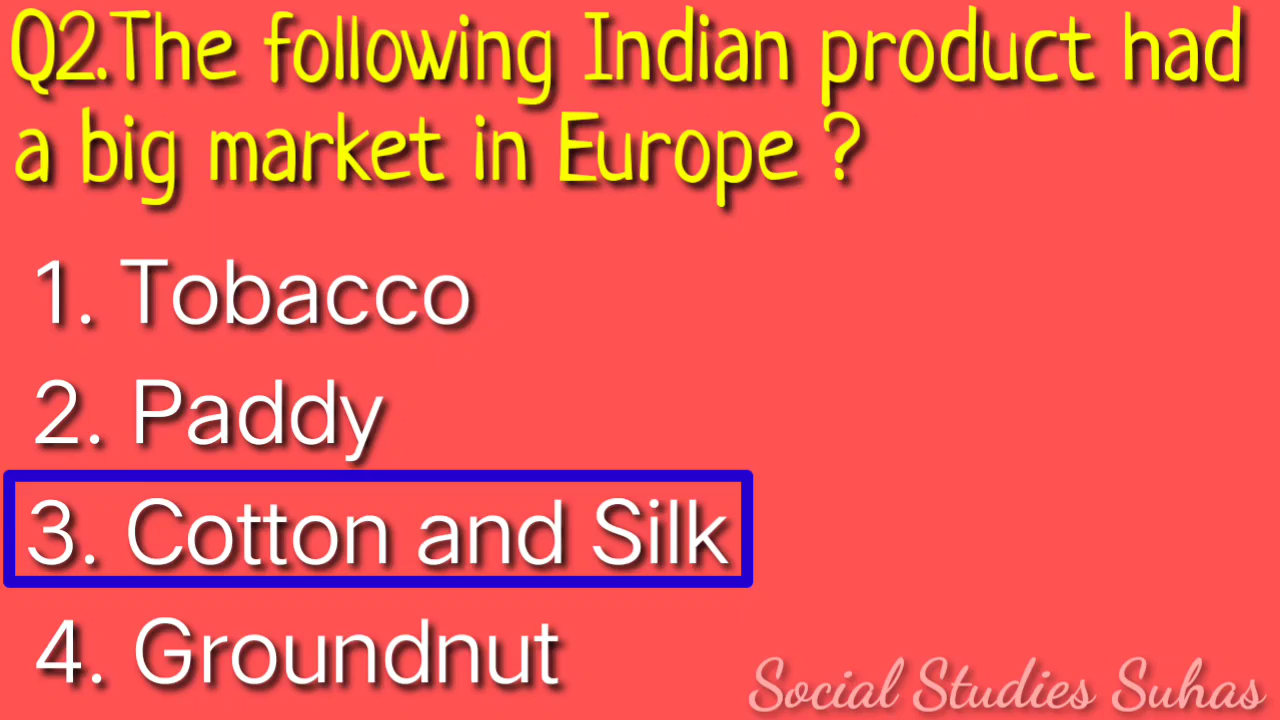 Q2.The following Indian product had
a big market in Europe ?
1. Tobacco
2. Paddy
3. Cotton and Silk
4. Groundnut
Social Studies Suhas